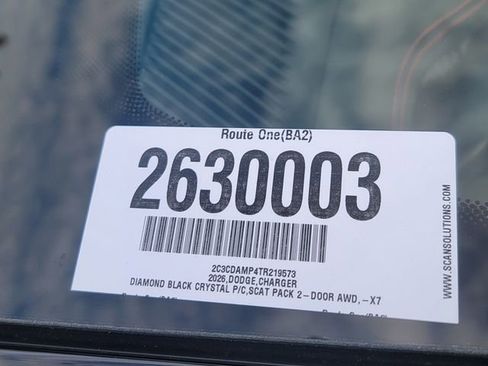 Route One(BA2)
2630003
2C3CDAMP4TR219573
2026,DODGE,CHARGER
DIAMOND BLACK CRYSTAL P/C,SCAT PACK 2-DOOR AWD, -X7
WWW.SCANSOLUTIONS.COM